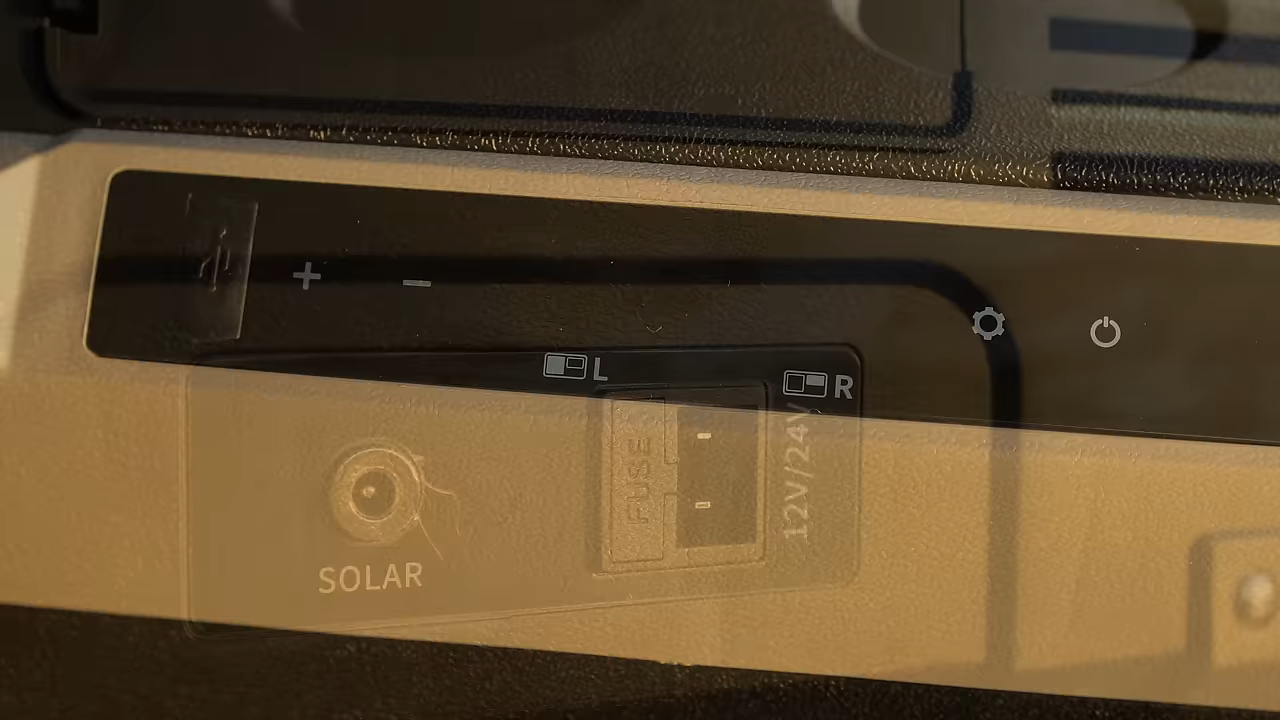 + −
L
R
FUSE
12V/24V
SOLAR